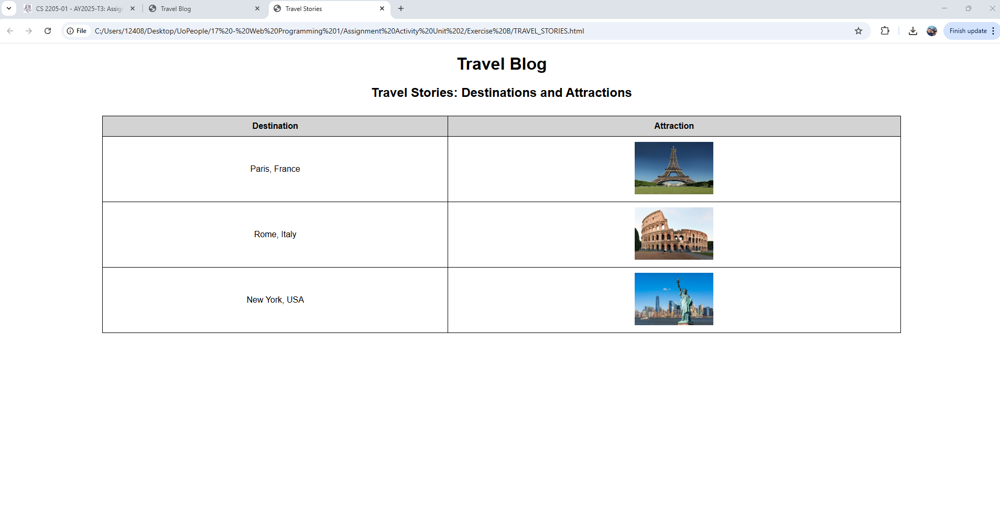 CS 2205-01 - AY2025-T3: Assig
Travel Blog
Travel Stories
File
C:/Users/12408/Desktop/UoPeople/17%20-%20Web%20Programming%201/Assignment%20Activity%20Unit%202/Exercise%20B/TRAVEL_STORIES.html
Finish update
Travel Blog
Travel Stories: Destinations and Attractions
Destination Attraction
Paris, France
Rome, Italy
New York, USA